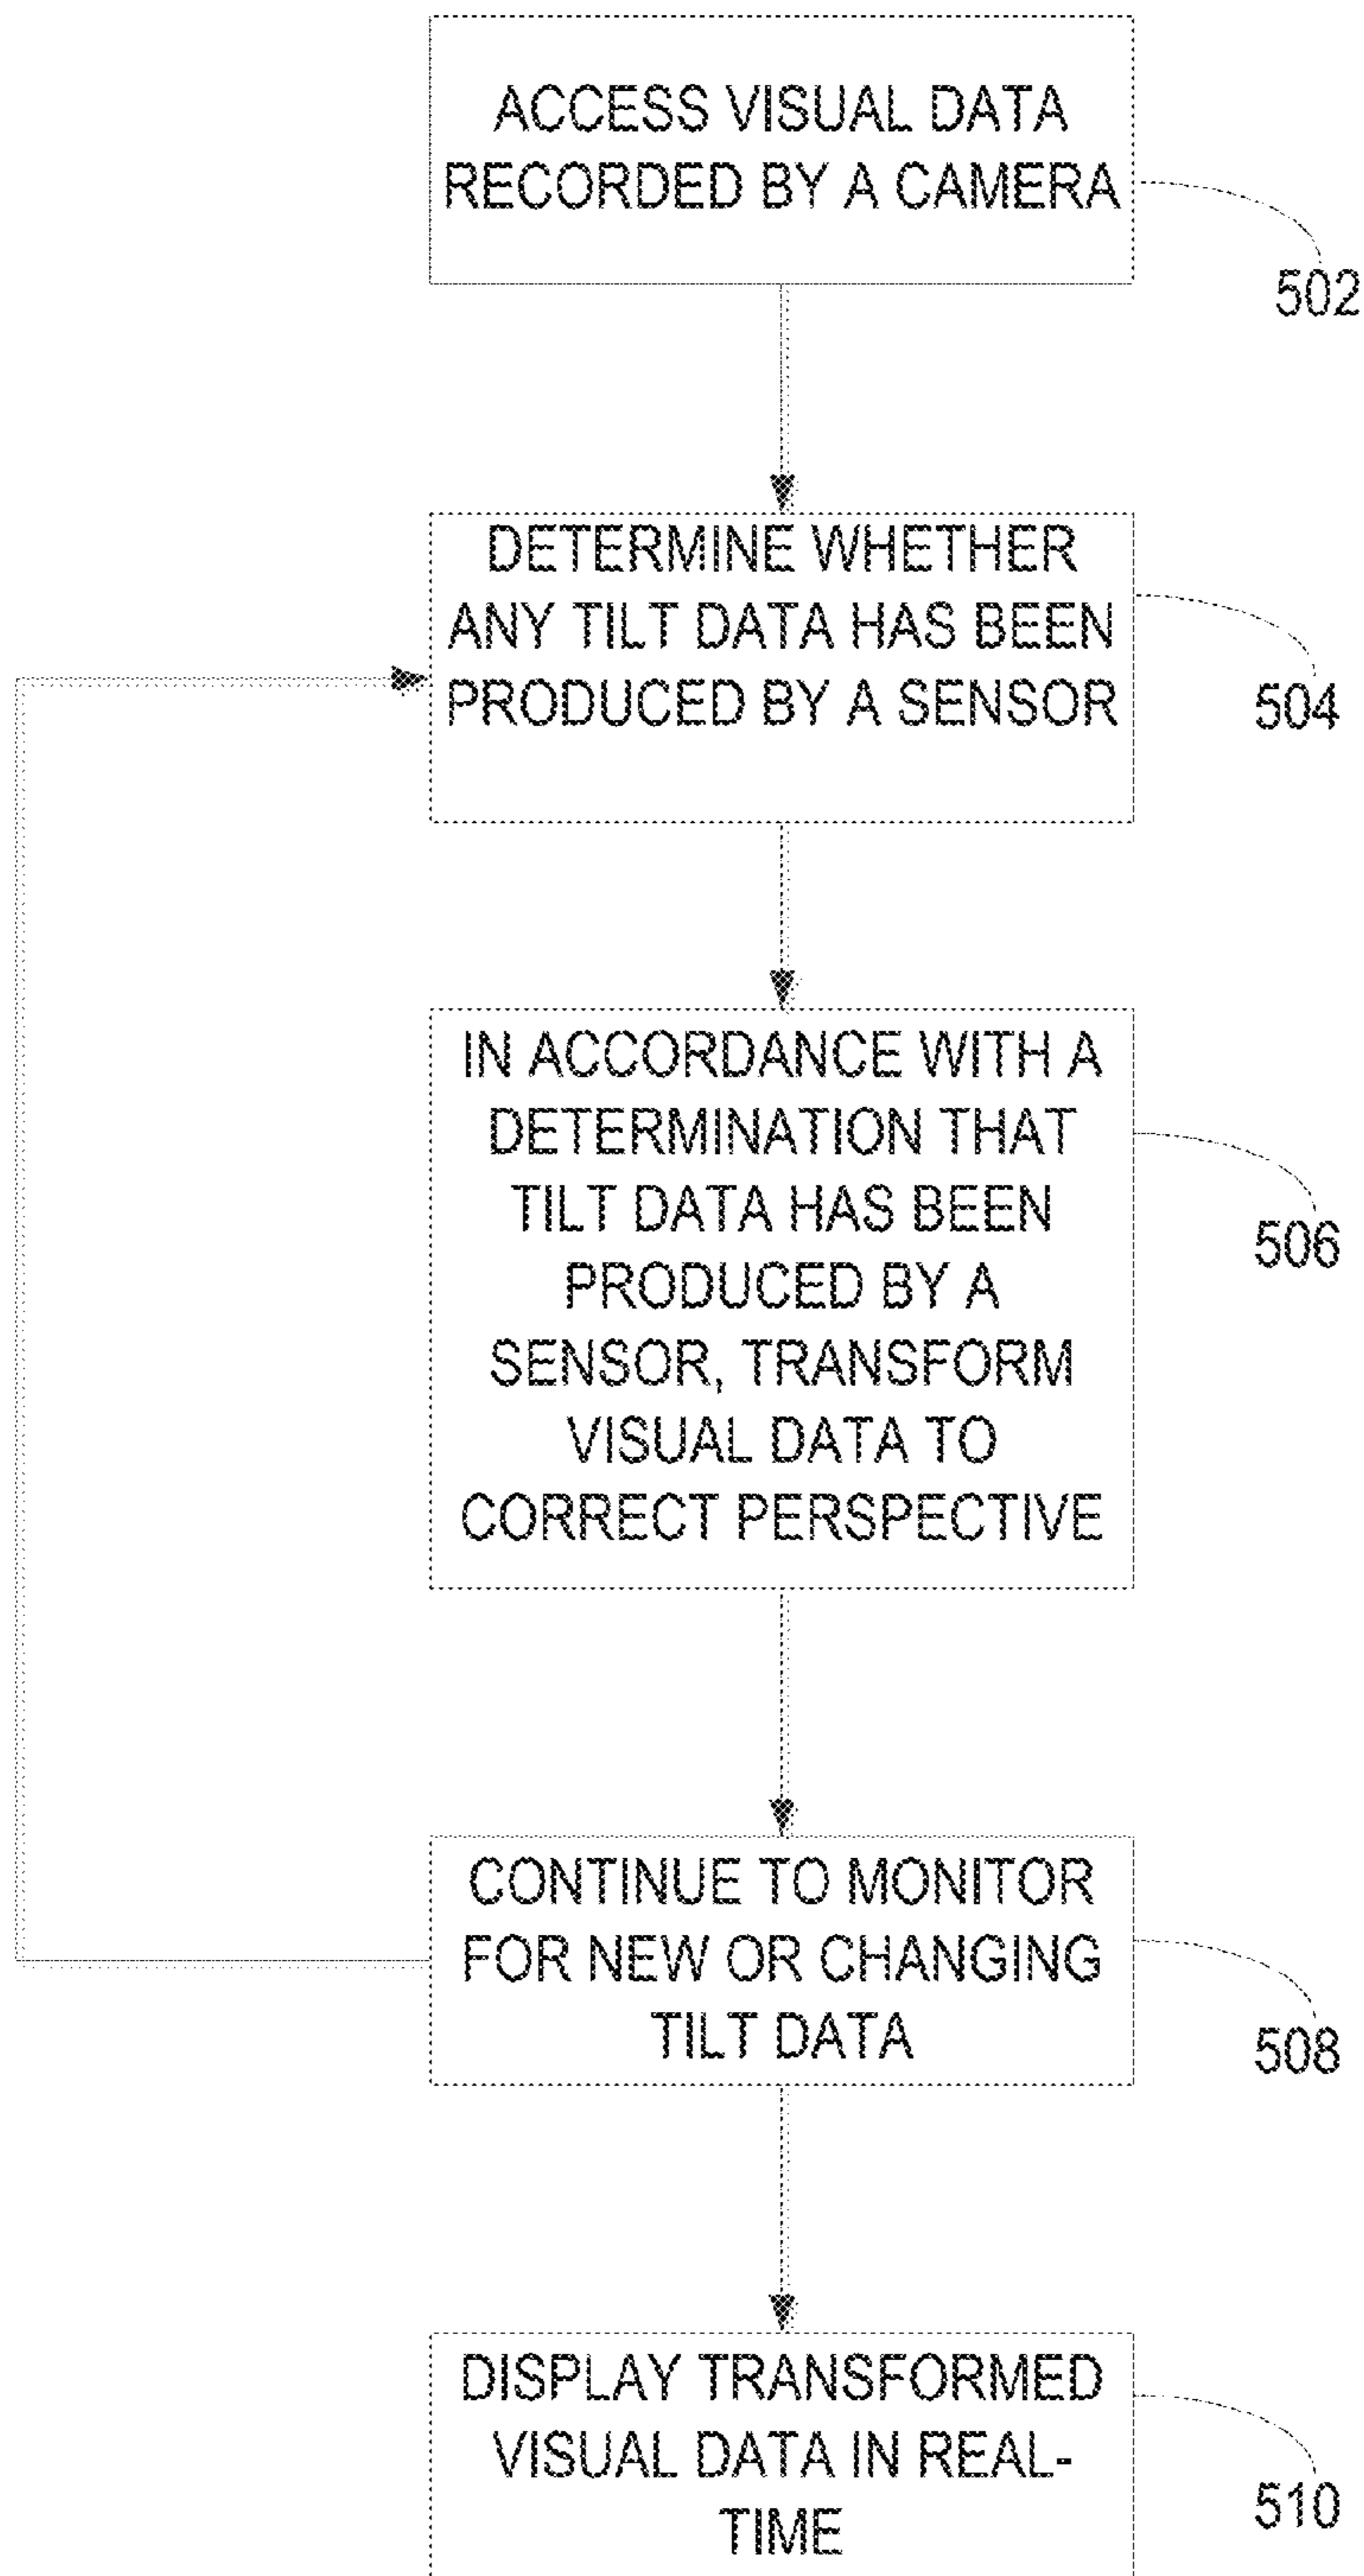 ACCESS VISUAL DATA
RECORDED BY A CAMERA
502
DETERMINE WHETHER
ANY TILT DATA HAS BEEN
PRODUCED BY A SENSOR
504
IN ACCORDANCE WITH A
DETERMINATION THAT
TILT DATA HAS BEEN
PRODUCED BY A
SENSOR, TRANSFORM
VISUAL DATA TO
CORRECT PERSPECTIVE
506
CONTINUE TO MONITOR
FOR NEW OR CHANGING
TILT DATA
508
DISPLAY TRANSFORMED
VISUAL DATA IN REAL-
TIME
510